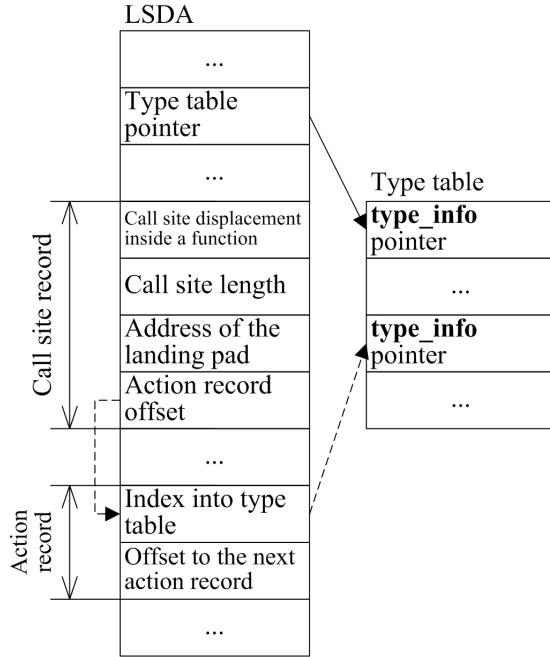 LSDA
...
Type table
pointer
...
Call site record
Call site displacement
inside a function
Call site length
Address of the
landing pad
Action record
offset
...
Action
record
Index into type
table
Offset to the next
action record
...
Type table
type_info
pointer
...
type_info
pointer
...